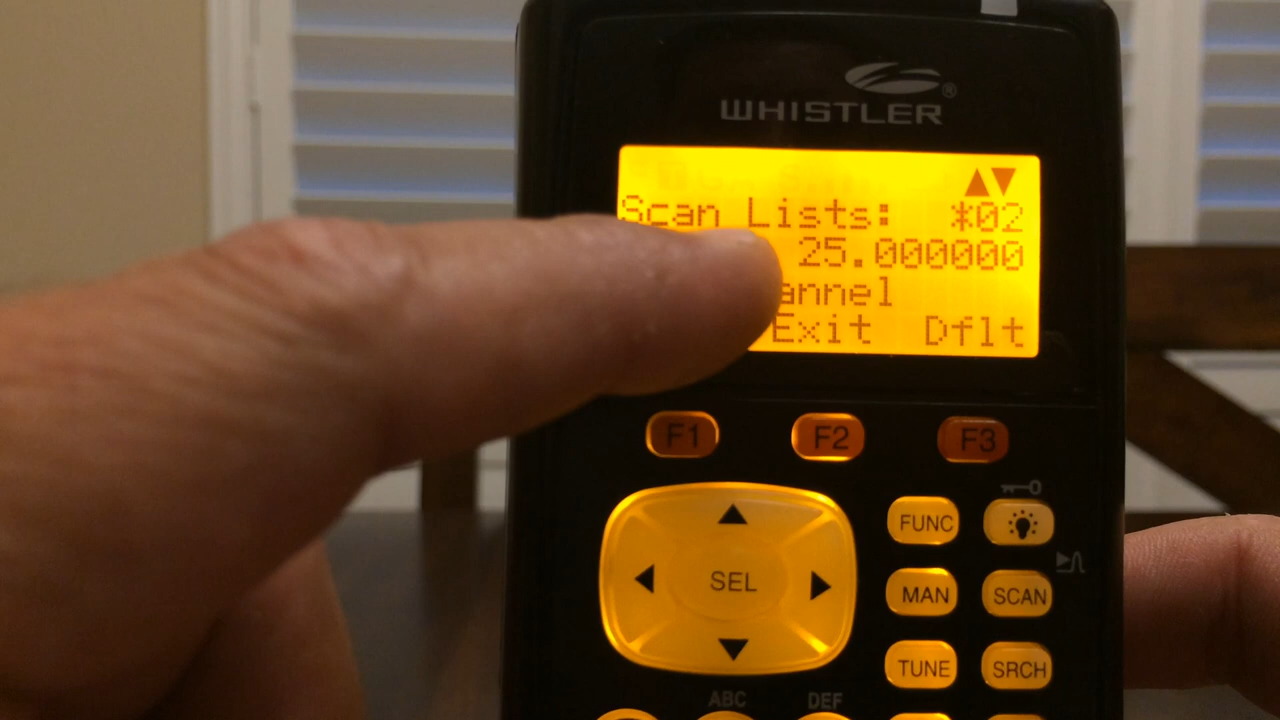 WHISTLER®
Scan Lists: *02
25.000000
annel
Exit Dflt
F1 F2 F3
FUNC
SEL
MAN SCAN
TUNE SRCH
ABC DEF